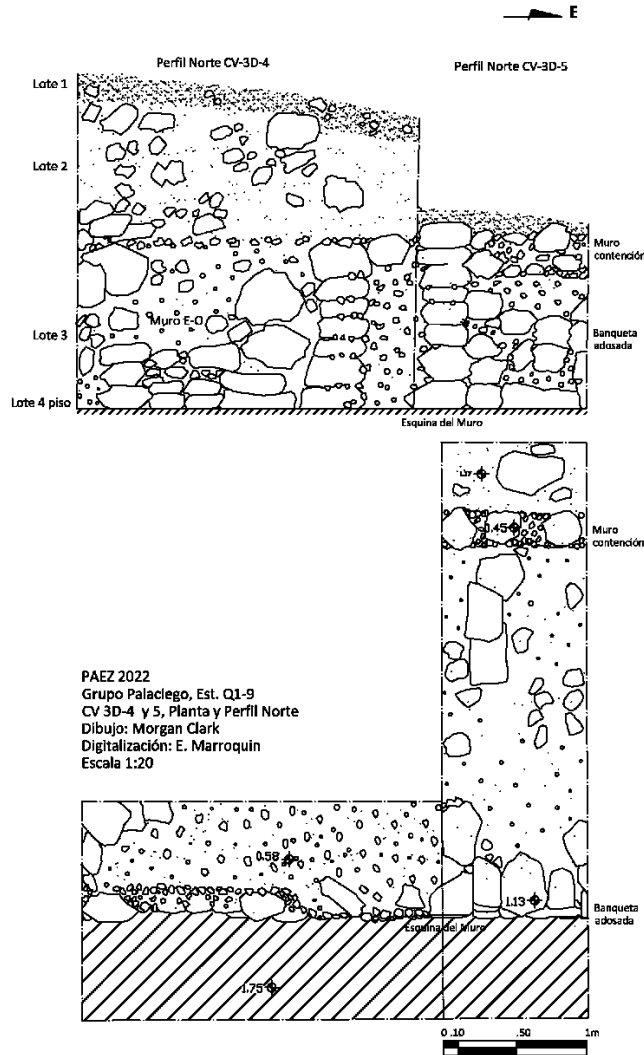 E
Perfil Norte CV-3D-4
Perfil Norte CV-3D-5
Lote 1
Lote 2
Muro
contención
Muro E-O
Lote 3
Banqueta
adosada
Lote 4 piso
Esquina del Muro
0.45
Muro
contención
PAEZ 2022
Grupo Palaciego, Est. Q1-9
CV 3D-4 y 5, Planta y Perfil Norte
Dibujo: Morgan Clark
Digitalización: E. Marroquin
Escala 1:20
0.58
1.13
Banqueta
adosada
Esquina del Muro
1.75
0 .10 .50 1m